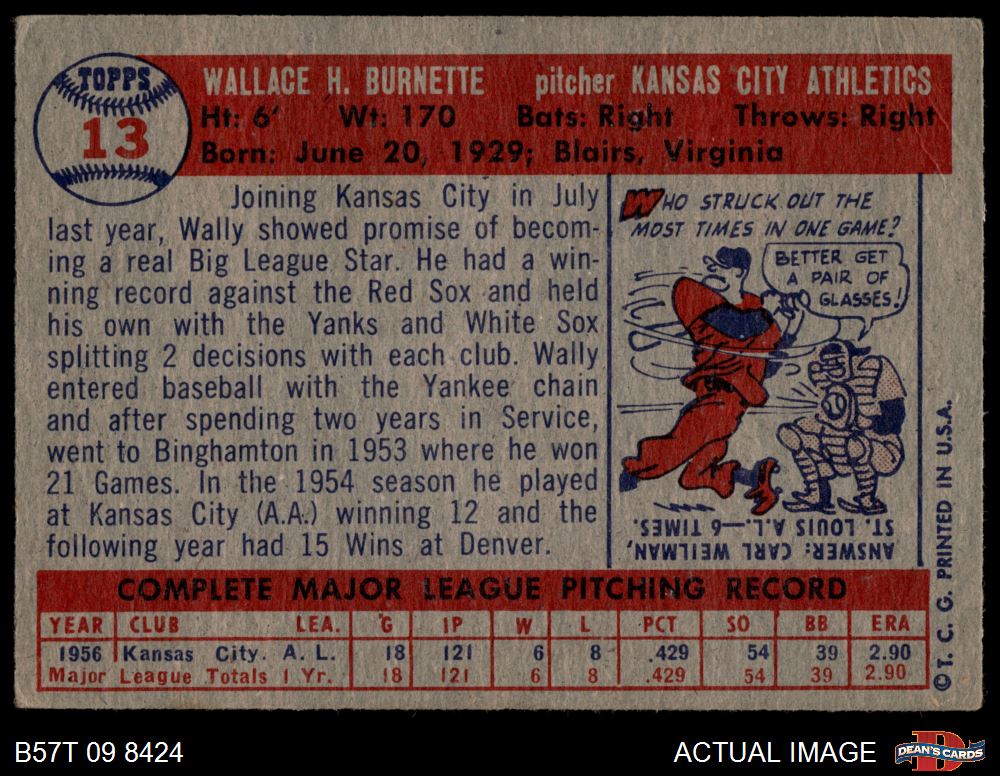 TOPPS
13
WALLACE H. BURNETTE pitcher KANSAS CITY ATHLETICS
Ht: 6' Wt: 170 Bats: Right Throws: Right
Born: June 20, 1929; Blairs, Virginia
Joining Kansas City in July
last year, Wally showed promise of becom-
ing a real Big League Star. He had a win-
ning record against the Red Sox and held
his own with the Yanks and White Sox
splitting 2 decisions with each club. Wally
entered baseball with the Yankee chain
and after spending two years in Service,
went to Binghamton in 1953 where he won
21 Games. In the 1954 season he played
at Kansas City (A.A.) winning 12 and the
following year had 15 Wins at Denver.
WHO STRUCK OUT THE
MOST TIMES IN ONE GAME?
BETTER GET
A PAIR OF
GLASSES!
ANSWER: CARL WEILMAN,
ST. LOUIS A.L.—6 TIMES.
COMPLETE MAJOR LEAGUE PITCHING RECORD
YEAR CLUB LEA. G IP W L PCT SO BB ERA
1956 Kansas City. A. L. 18 121 6 8 .429 54 39 2.90
Major League Totals 1 Yr. 18 121 6 8 .429 54 39 2.90
© T. C. G. PRINTED IN U.S.A.
B57T 09 8424 ACTUAL IMAGE
DEAN'S CARDS